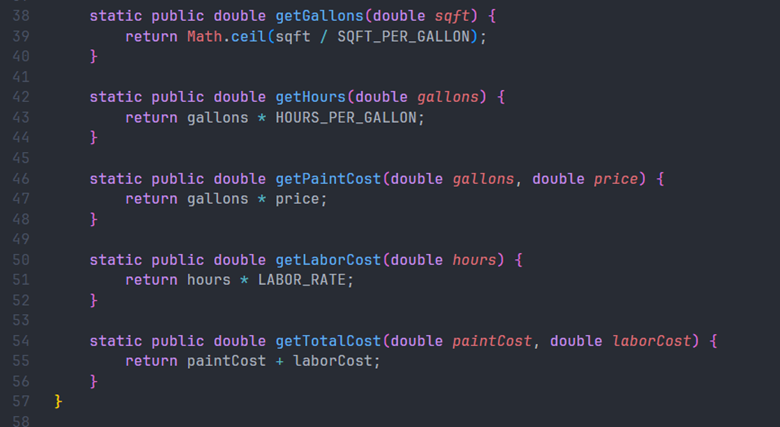 38 static public double getGallons(double sqft) {
39 return Math.ceil(sqft / SQFT_PER_GALLON);
40 }
41
42 static public double getHours(double gallons) {
43 return gallons * HOURS_PER_GALLON;
44 }
45
46 static public double getPaintCost(double gallons, double price) {
47 return gallons * price;
48 }
49
50 static public double getLaborCost(double hours) {
51 return hours * LABOR_RATE;
52 }
53
54 static public double getTotalCost(double paintCost, double laborCost) {
55 return paintCost + laborCost;
56 }
57 }
58